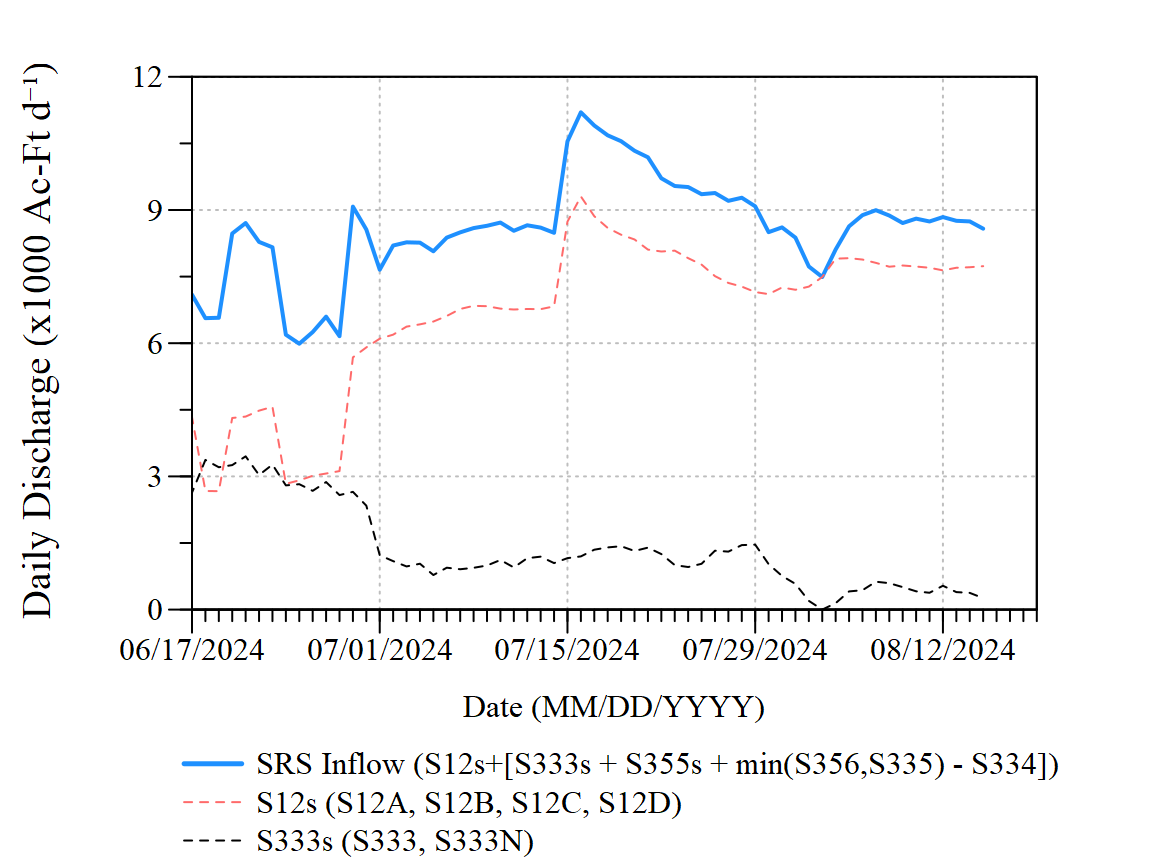 Daily Discharge (x1000 Ac-Ft d⁻¹)
12
9
6
3
0
06/17/2024 07/01/2024 07/15/2024 07/29/2024 08/12/2024
Date (MM/DD/YYYY)
SRS Inflow (S12s+[S333s + S355s + min(S356,S335) - S334])
S12s (S12A, S12B, S12C, S12D)
S333s (S333, S333N)